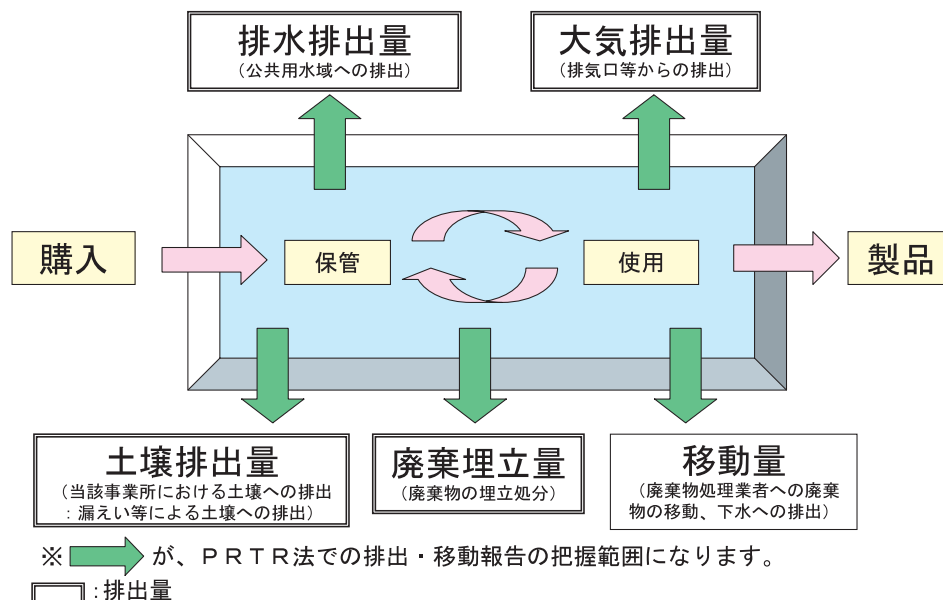 排水排出量
（公共用水域への排出）
大気排出量
（排気口等からの排出）
購入
保管
使用
製品
土壌排出量
（当該事業所における土壌への排出
：漏えい等による土壌への排出）
廃棄埋立量
（廃棄物の埋立処分）
移動量
（廃棄物処理業者への廃棄
物の移動、下水への排出）
※ が、ＰＲＴＲ法での排出・移動報告の把握範囲になります。
：排出量